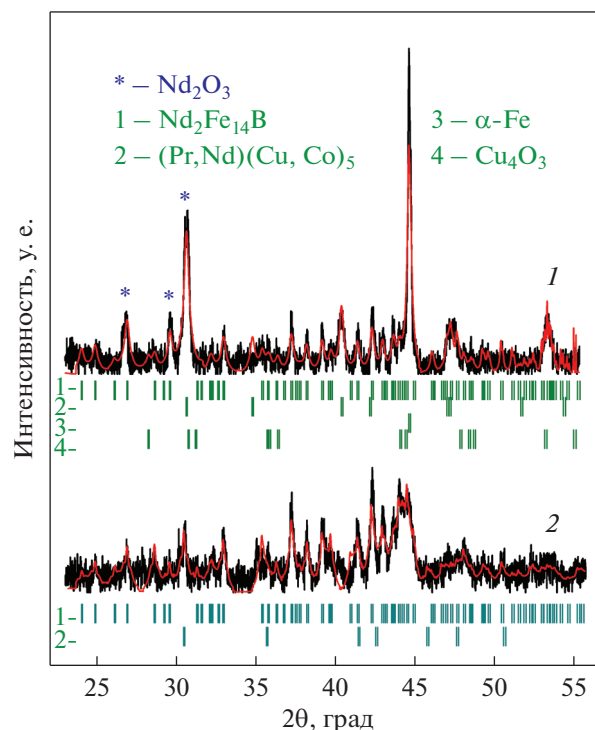 * – Nd₂O₃
1 – Nd₂Fe₁₄B
2 – (Pr,Nd)(Cu, Co)₅
3 – α-Fe
4 – Cu₄O₃
*
*
*
1
Интенсивность, у. е.
1-
2-
3-
4-
2
1-
2-
25 30 35 40 45 50 55
2θ, град